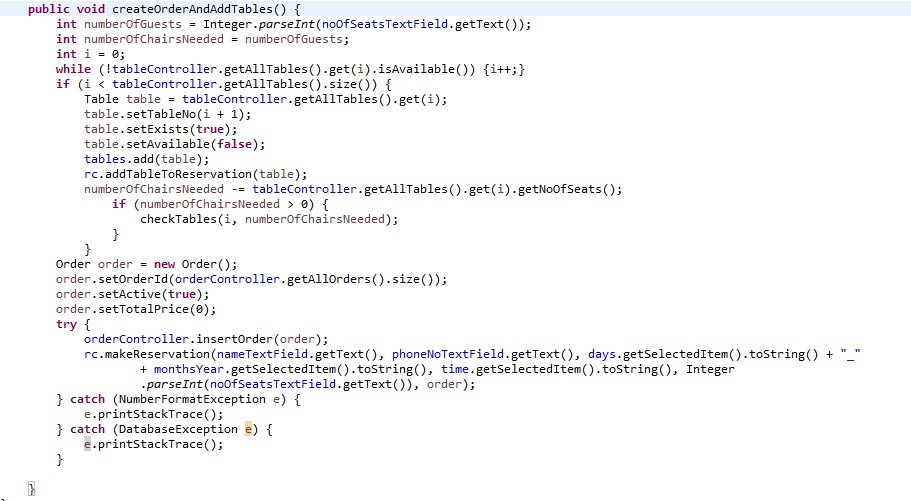 public void createOrderAndAddTables() {
int numberOfGuests = Integer.parseInt(noOfSeatsTextField.getText());
int numberOfChairsNeeded = numberOfGuests;
int i = 0;
while (!tableController.getAllTables().get(i).isAvailable()) {i++;}
if (i < tableController.getAllTables().size()) {
Table table = tableController.getAllTables().get(i);
table.setTableNo(i + 1);
table.setExists(true);
table.setAvailable(false);
tables.add(table);
rc.addTableToReservation(table);
numberOfChairsNeeded -= tableController.getAllTables().get(i).getNoOfSeats();
if (numberOfChairsNeeded > 0) {
checkTables(i, numberOfChairsNeeded);
}
}
Order order = new Order();
order.setOrderId(orderController.getAllOrders().size());
order.setActive(true);
order.setTotalPrice(0);
try {
orderController.insertOrder(order);
rc.makeReservation(nameTextField.getText(), phoneNoTextField.getText(), days.getSelectedItem().toString() + "_"
+ monthsYear.getSelectedItem().toString(), time.getSelectedItem().toString(), Integer
.parseInt(noOfSeatsTextField.getText()), order);
} catch (NumberFormatException e) {
e.printStackTrace();
} catch (DatabaseException e) {
e.printStackTrace();
}
}